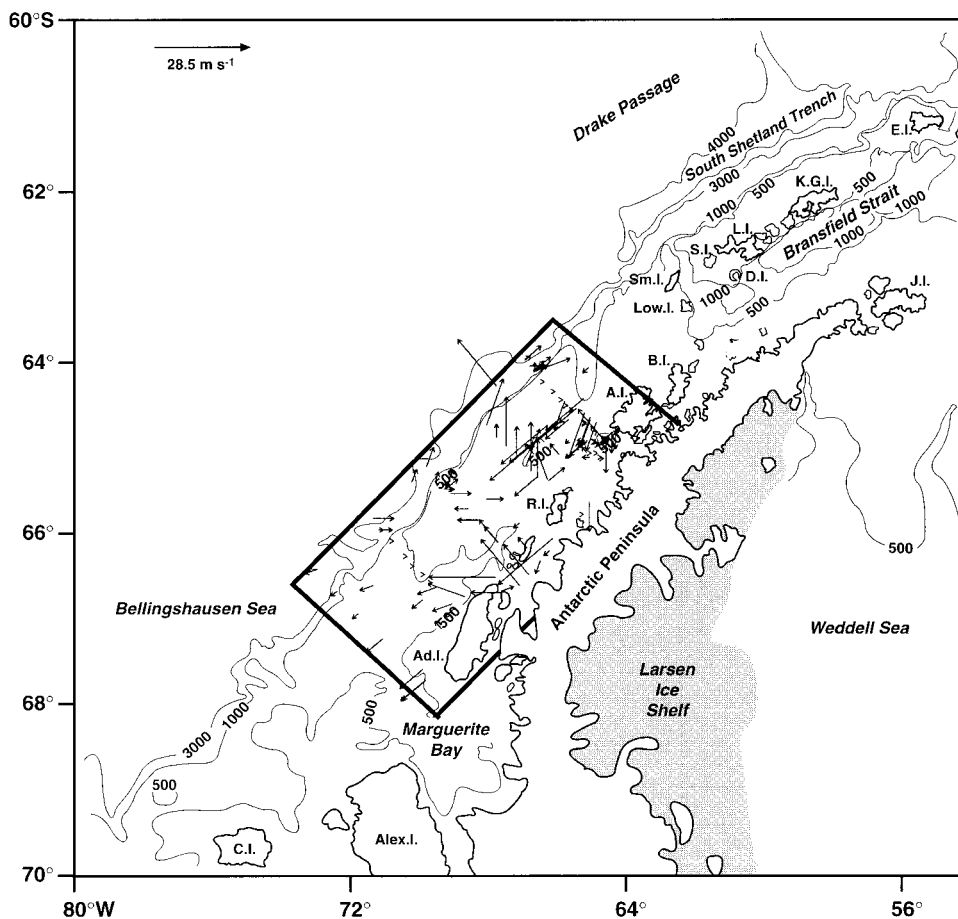 60°S
28.5 m s⁻¹
Drake Passage
4000
South Shetland Trench
E.I.
3000
62°
K.G.I.
500
500
1000
1000
L.I.
Bransfield Strait
S.I.
1000
Sm.I.
D.I.
1000
J.I.
Low.I.
500
64°
B.I.
A.I.
500
500
500
R.I.
66°
500
Antarctic Peninsula
Bellingshausen Sea
500
Weddell Sea
Ad.I.
Larsen
Ice
Shelf
68°
500
Marguerite
Bay
1000
3000
500
C.I.
Alex.I.
70°
80°W
72°
64°
56°